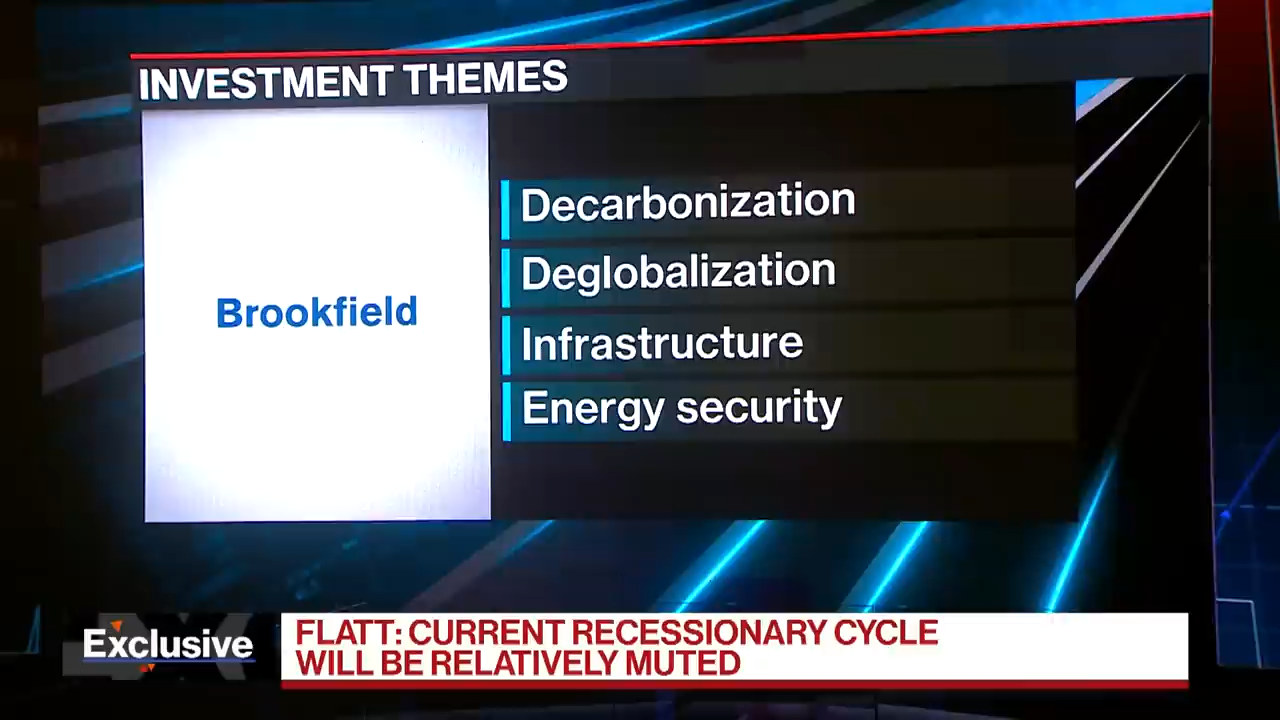 INVESTMENT THEMES
Brookfield
Decarbonization
Deglobalization
Infrastructure
Energy security
Exclusive
FLATT: CURRENT RECESSIONARY CYCLE
WILL BE RELATIVELY MUTED